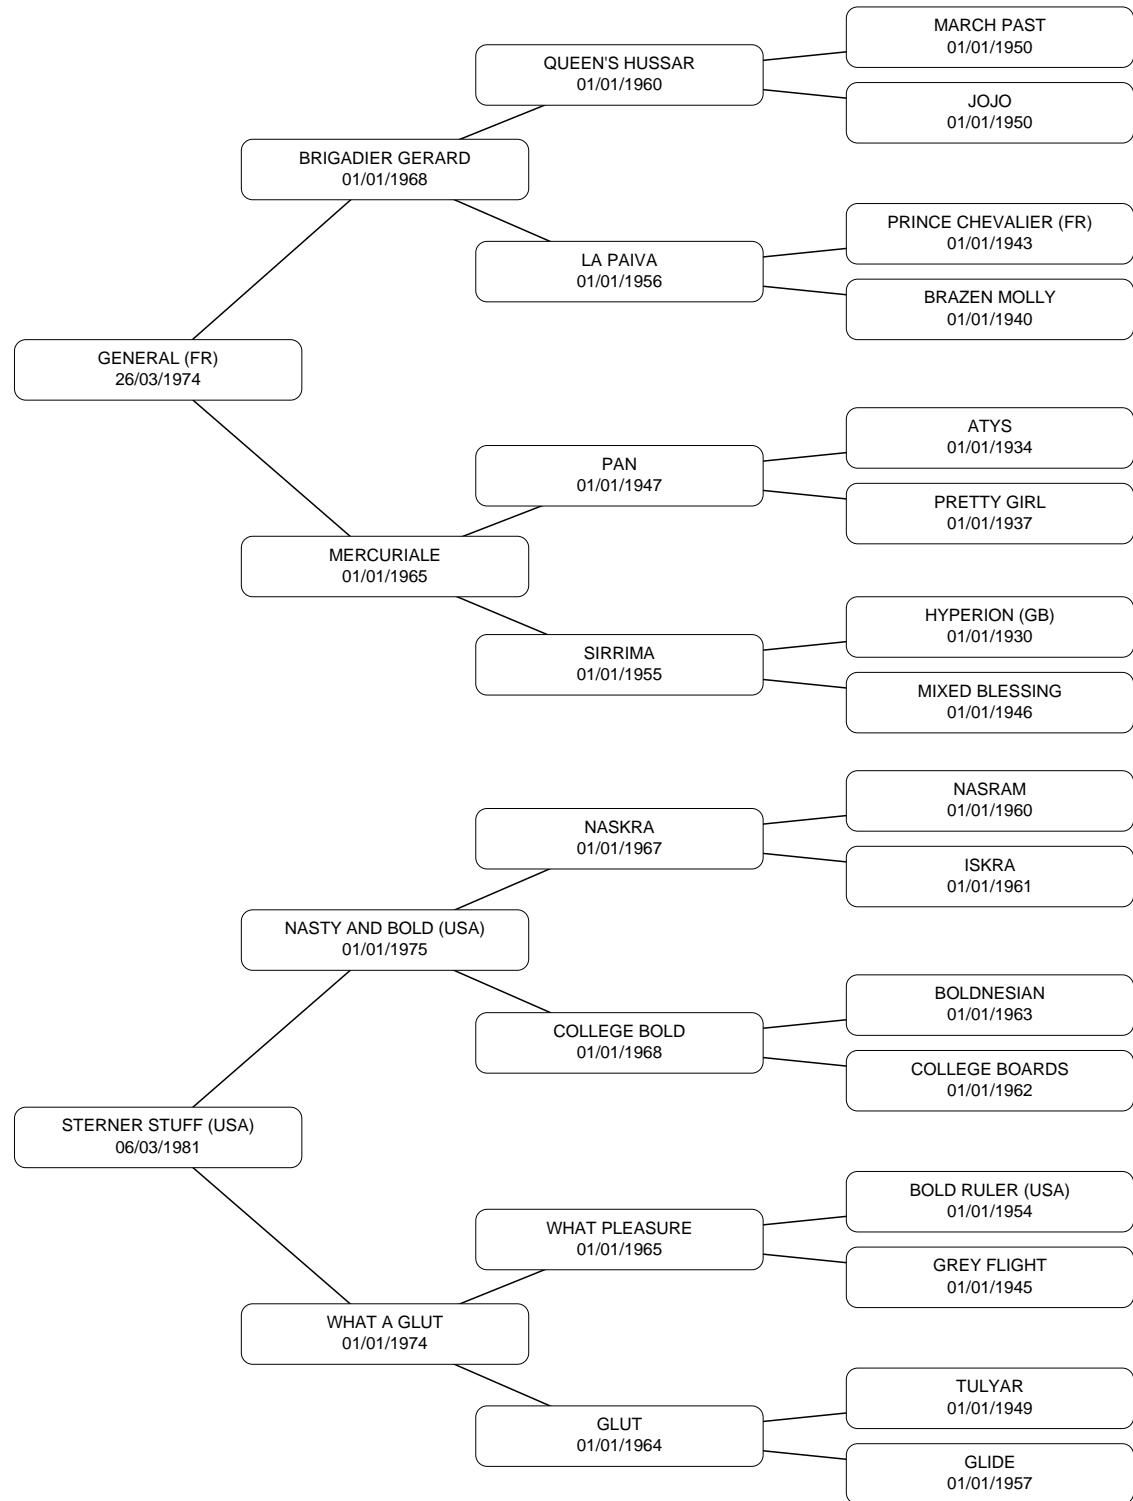 MARCH PAST
01/01/1950
QUEEN'S HUSSAR
01/01/1960
JOJO
01/01/1950
BRIGADIER GERARD
01/01/1968
PRINCE CHEVALIER (FR)
01/01/1943
LA PAIVA
01/01/1956
BRAZEN MOLLY
01/01/1940
GENERAL (FR)
26/03/1974
ATYS
01/01/1934
PAN
01/01/1947
PRETTY GIRL
01/01/1937
MERCURIALE
01/01/1965
HYPERION (GB)
01/01/1930
SIRRIMA
01/01/1955
MIXED BLESSING
01/01/1946
NASRAM
01/01/1960
NASKRA
01/01/1967
ISKRA
01/01/1961
NASTY AND BOLD (USA)
01/01/1975
BOLDNESIAN
01/01/1963
COLLEGE BOLD
01/01/1968
COLLEGE BOARDS
01/01/1962
STERNER STUFF (USA)
06/03/1981
BOLD RULER (USA)
01/01/1954
WHAT PLEASURE
01/01/1965
GREY FLIGHT
01/01/1945
WHAT A GLUT
01/01/1974
TULYAR
01/01/1949
GLUT
01/01/1964
GLIDE
01/01/1957